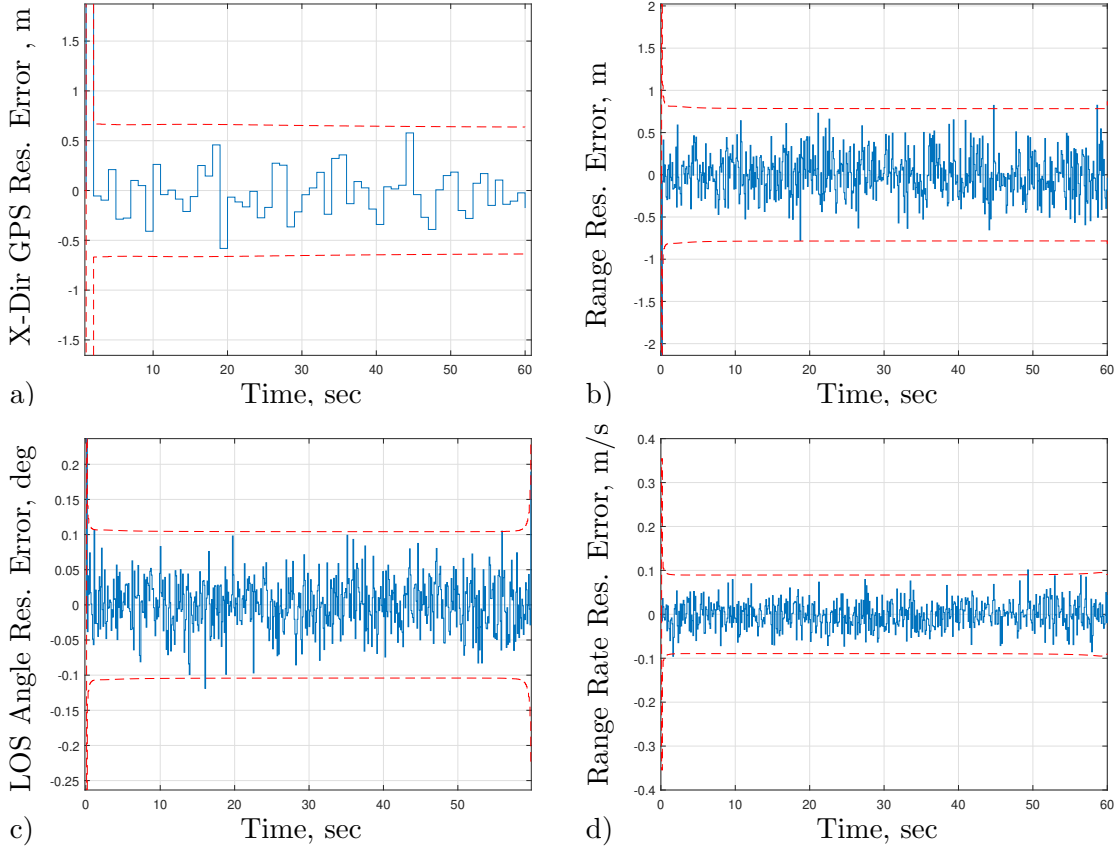 X-Dir GPS Res. Error , m
1.5
1
0.5
0
-0.5
-1
-1.5
10 20 30 40 50 60
Time, sec
a)
Range Res. Error, m
2
1.5
1
0.5
0
-0.5
-1
-1.5
-2
0 10 20 30 40 50 60
Time, sec
b)
LOS Angle Res. Error, deg
0.2
0.15
0.1
0.05
0
-0.05
-0.1
-0.15
-0.2
-0.25
0 10 20 30 40 50
Time, sec
c)
Range Rate Res. Error, m/s
0.4
0.3
0.2
0.1
0
-0.1
-0.2
-0.3
-0.4
0 10 20 30 40 50 60
Time, sec
d)